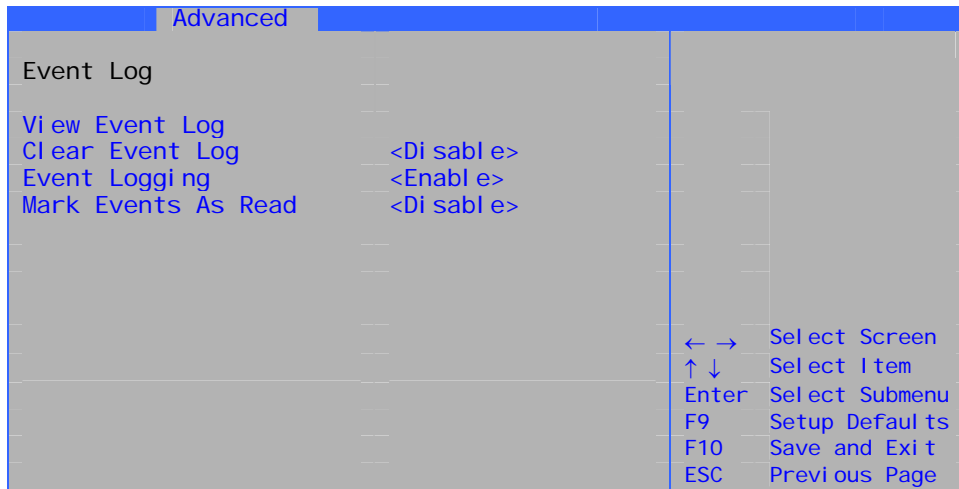 Advanced
Event Log
View Event Log
Clear Event Log <Disable>
Event Logging <Enable>
Mark Events As Read <Disable>
← → Select Screen
↑ ↓ Select Item
Enter Select Submenu
F9 Setup Defaults
F10 Save and Exit
ESC Previous Page